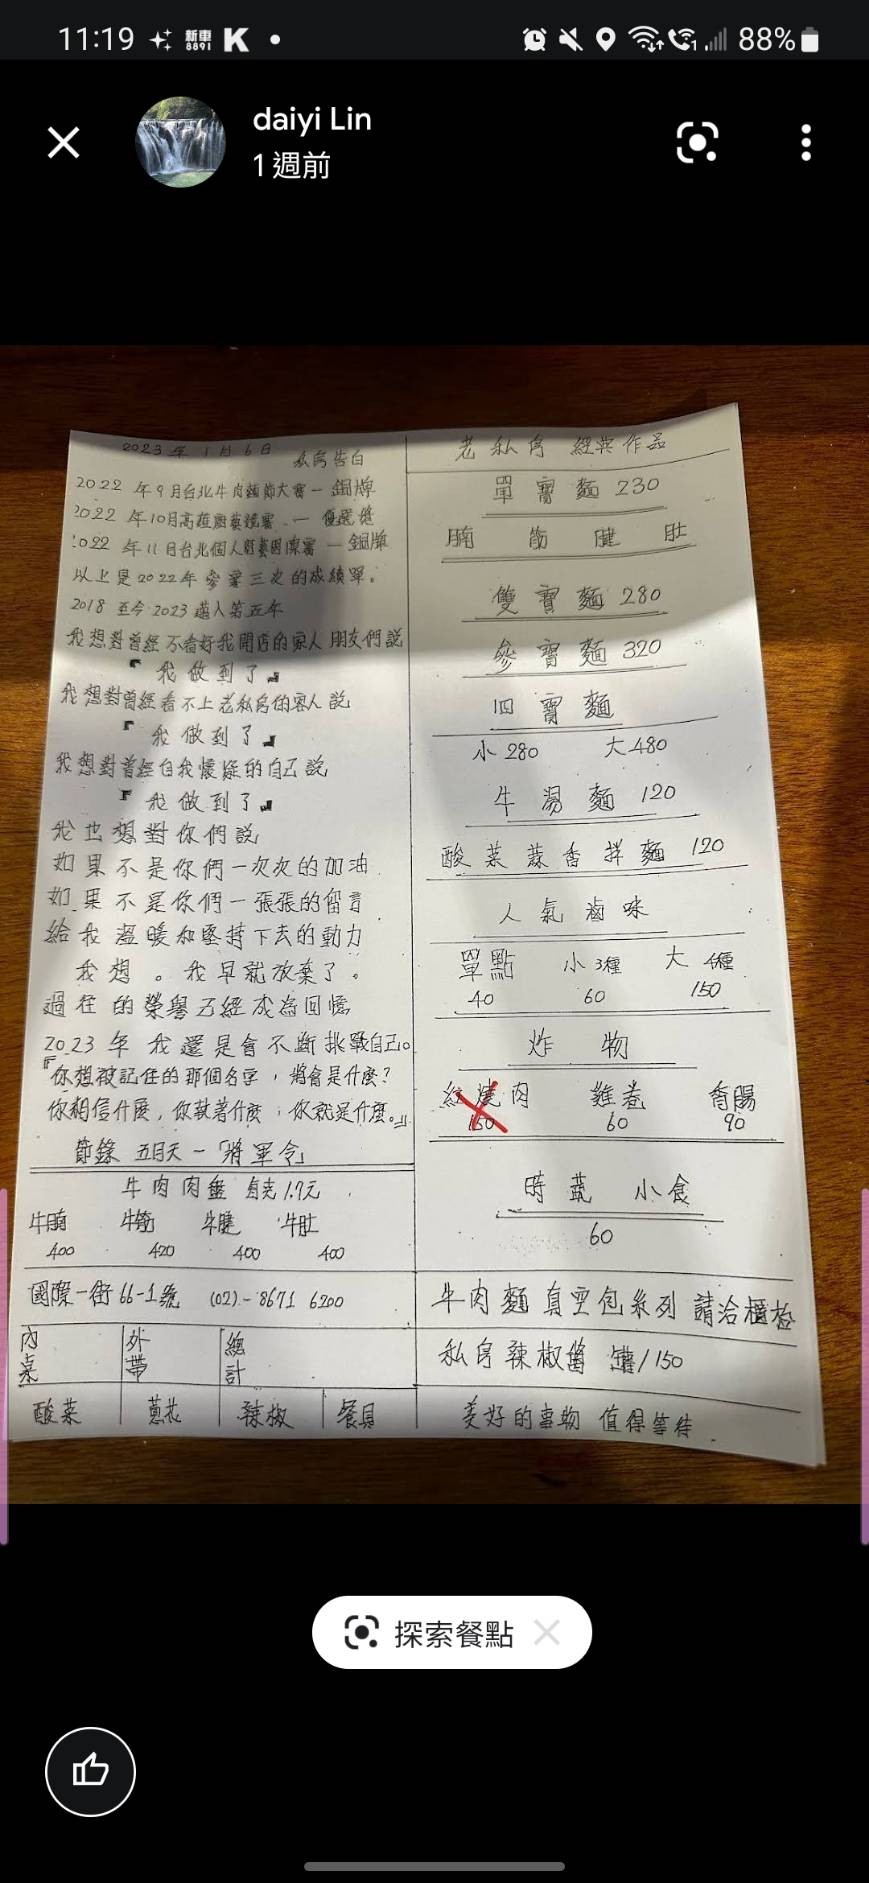 11:19
新車
8891
K
88%
daiyi Lin
1 週前
2023 年 1 月 6 日
私房告白
2022 年9月台北牛肉麵節大賽 - 銅牌
2022 年10月高雄廚藝競賽 - 優選獎
2022 年11月台北個人廚藝 賽 - 銅牌
以上是2022年參賽三次的成績單。
2018 至今 2023 邁入第五年
我想對曾經不看好我開店的家人 朋友們說
『我做到了』
我想對曾經看不上老私房的客人說
『我做到了』
我想對曾經自我懷疑的自己說
『我做到了』
我也想對你們說
如果不是你們一次次的加油
如果不是你們一張張的留言
給我溫暖和堅持下去的動力
我想。我早就放棄了。
過往的榮譽 已經成為回憶
2023 年 我還是會不斷挑戰自己。
『你想被記住的那個名字，將會是什麼？
你相信什麼，你執著什麼；你就是什麼。』
節錄 五月天 - 「將軍令」
牛肉肉盤 每克 1.7元
牛腩 牛筋 牛腱 牛肚
400 420 400 400
國際一街 66-1號 (02)-8671 6200
內桌 外帶 總計
酸菜 蔥花 辣椒 餐具
老私房 經典作品
單寶麵 230
腩 筋 腱 肚
雙寶麵 280
參寶麵 320
四寶麵
小 280 大 480
牛湯麵 120
酸菜蒜香拌麵 120
人氣滷味
單點 小 3種 大
40 60 150
炸物
紅燒肉 雞卷 香腸
150 60 90
時蔬 小食
60
牛肉麵真空包系列 請洽櫃檯
私房辣椒醬 罐/150
美好的事物 值得等待
探索餐點